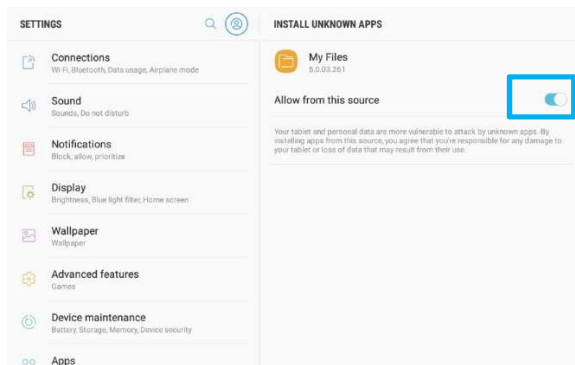 SETTINGS
Connections
Wi-Fi, Bluetooth, Data usage, Airplane mode
Sound
Sounds, Do not disturb
Notifications
Block, allow, prioritize
Display
Brightness, Blue light filter, Home screen
Wallpaper
Wallpaper
Advanced features
Games
Device maintenance
Battery, Storage, Memory, Device security
Apps
INSTALL UNKNOWN APPS
My Files
5.0.03.261
Allow from this source
Your tablet and personal data are more vulnerable to attack by unknown apps. By
installing apps from this source, you agree that you're responsible for any damage to
your tablet or loss of data that may result from their use.